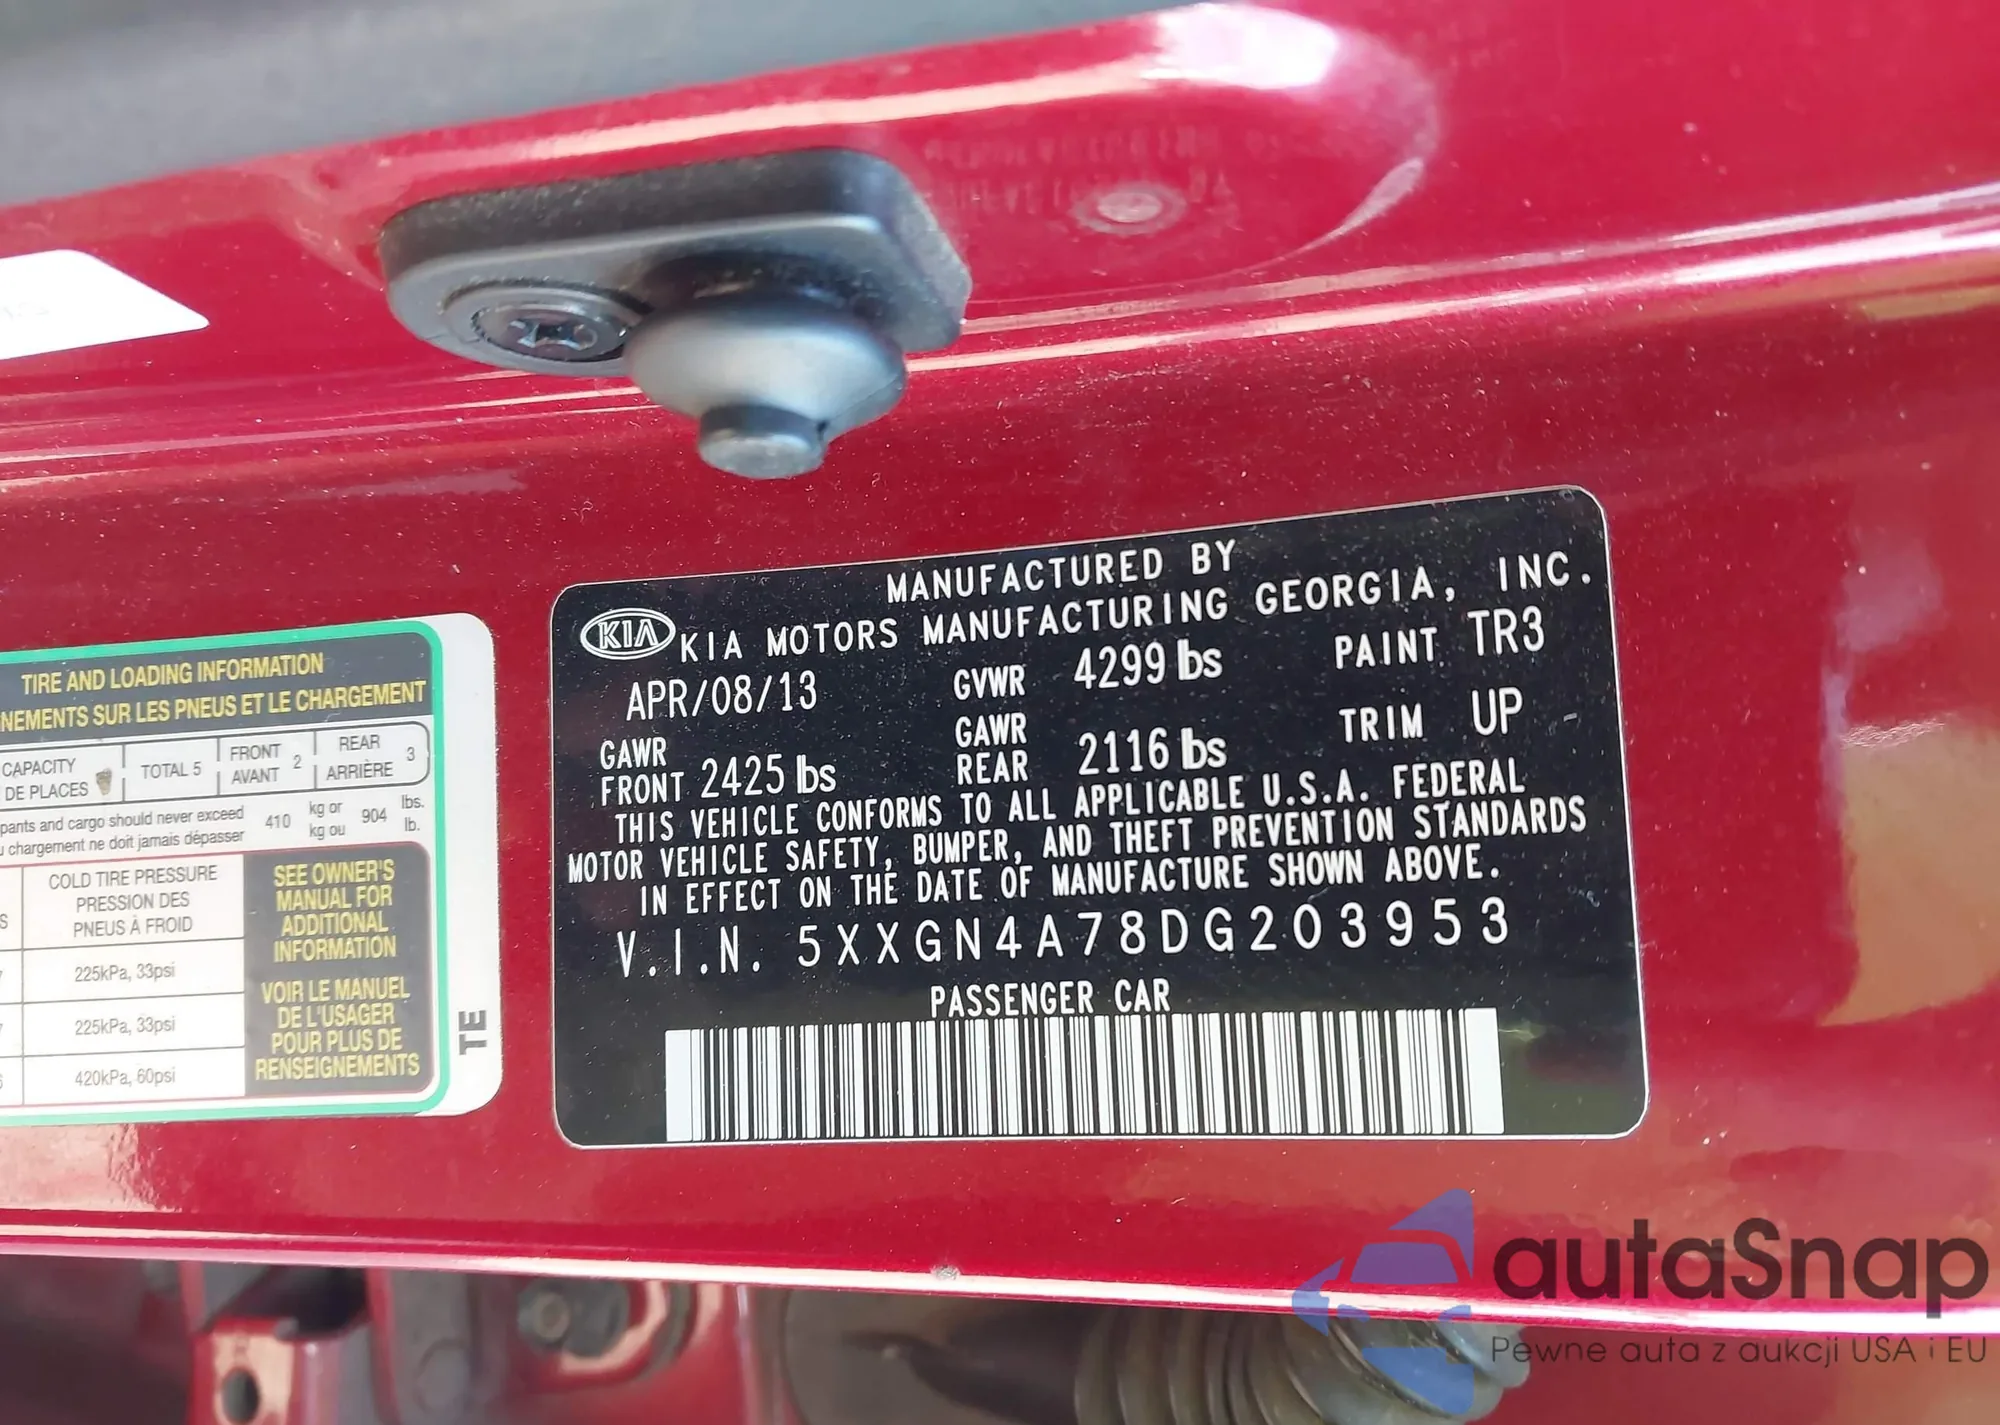 TIRE AND LOADING INFORMATION
NEMENTS SUR LES PNEUS ET LE CHARGEMENT
CAPACITY
DE PLACES
TOTAL 5
FRONT
AVANT
2
REAR
ARRIÈRE
3
pants and cargo should never exceed
chargement ne doit jamais dépasser
410
kg or
kg ou
904
lbs.
lb.
COLD TIRE PRESSURE
PRESSION DES
PNEUS À FROID
225kPa, 33psi
225kPa, 33psi
420kPa, 60psi
SEE OWNER'S
MANUAL FOR
ADDITIONAL
INFORMATION
VOIR LE MANUEL
DE L'USAGER
POUR PLUS DE
RENSEIGNEMENTS
TE
MANUFACTURED BY
KIA KIA MOTORS MANUFACTURING GEORGIA, INC.
APR/08/13 GVWR 4299 lbs PAINT TR3
GAWR
FRONT 2425 lbs
GAWR
REAR 2116 lbs
TRIM UP
THIS VEHICLE CONFORMS TO ALL APPLICABLE U.S.A. FEDERAL
MOTOR VEHICLE SAFETY, BUMPER, AND THEFT PREVENTION STANDARDS
IN EFFECT ON THE DATE OF MANUFACTURE SHOWN ABOVE.
V.I.N. 5XXGN4A78DG203953
PASSENGER CAR
autaSnap
Pewne auta z aukcji USA i EU